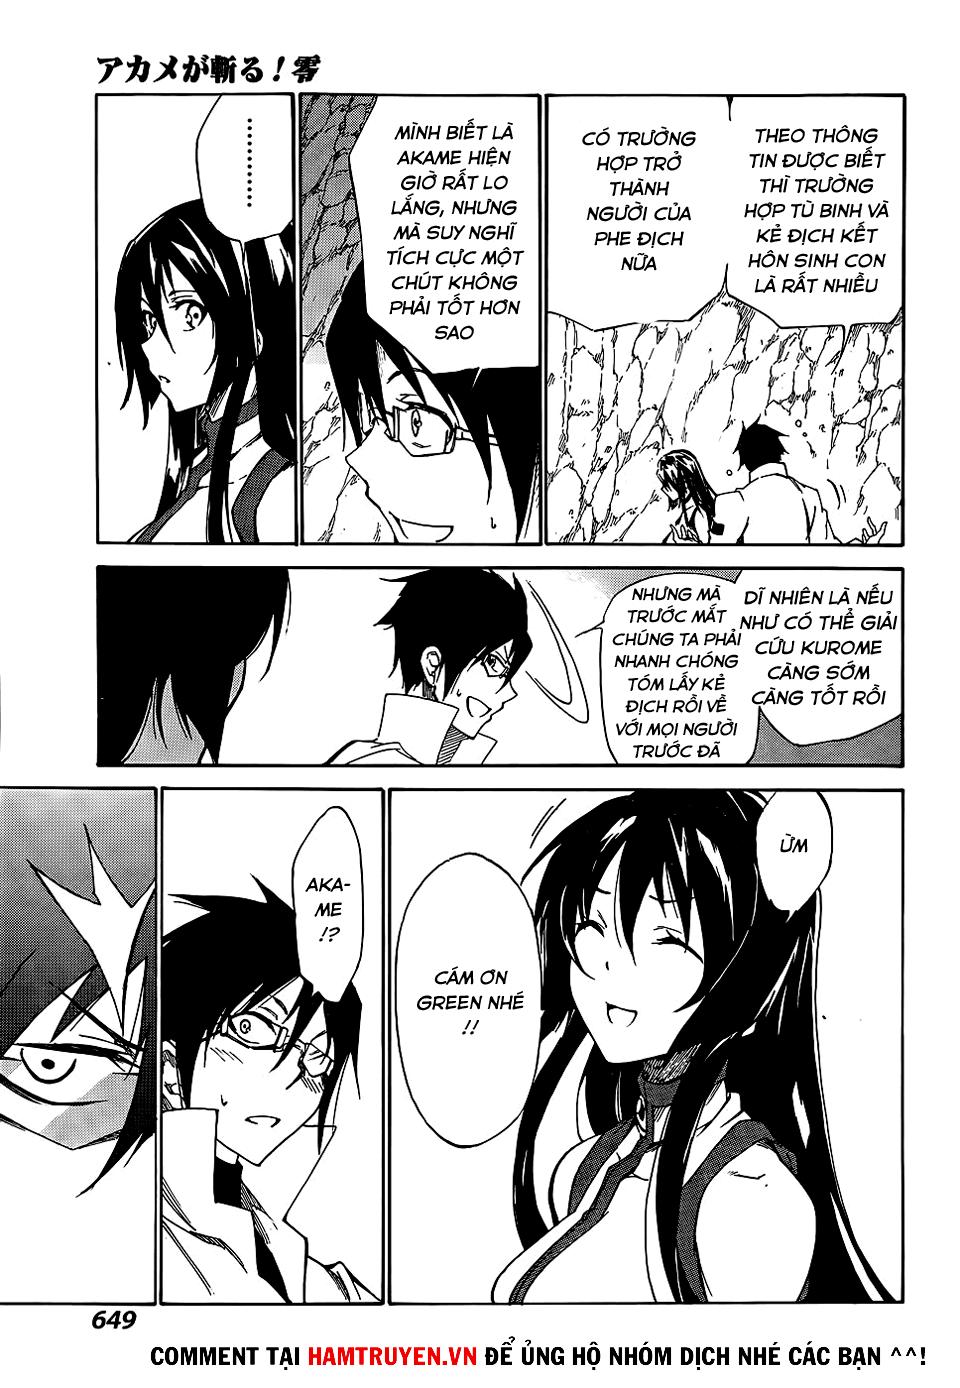 アカメが斬る！零
THEO THÔNG
TIN ĐƯỢC BIẾT
THÌ TRƯỜNG
HỢP TÙ BINH VÀ
KẺ ĐỊCH KẾT
HÔN SINH CON
LÀ RẤT NHIỀU
CÓ TRƯỜNG
HỢP TRỞ
THÀNH
NGƯỜI CỦA
PHE ĐỊCH
NỮA
MÌNH BIẾT LÀ
AKAME HIỆN
GIỜ RẤT LO
LẮNG, NHƯNG
MÀ SUY NGHĨ
TÍCH CỰC MỘT
CHÚT KHÔNG
PHẢI TỐT HƠN
SAO
..........
DĨ NHIÊN LÀ NẾU
NHƯ CÓ THỂ GIẢI
CỨU KUROME
CÀNG SỚM
CÀNG TỐT RỒI
NHƯNG MÀ
TRƯỚC MẮT
CHÚNG TA PHẢI
NHANH CHÓNG
TÓM LẤY KẺ
ĐỊCH RỒI VỀ
VỚI MỌI NGƯỜI
TRƯỚC ĐÃ
ỪM
CÁM ƠN
GREEN NHÉ
!!
AKA-
ME
!?
649
COMMENT TẠI HAMTRUYEN.VN ĐỂ ỦNG HỘ NHÓM DỊCH NHÉ CÁC BẠN ^^!